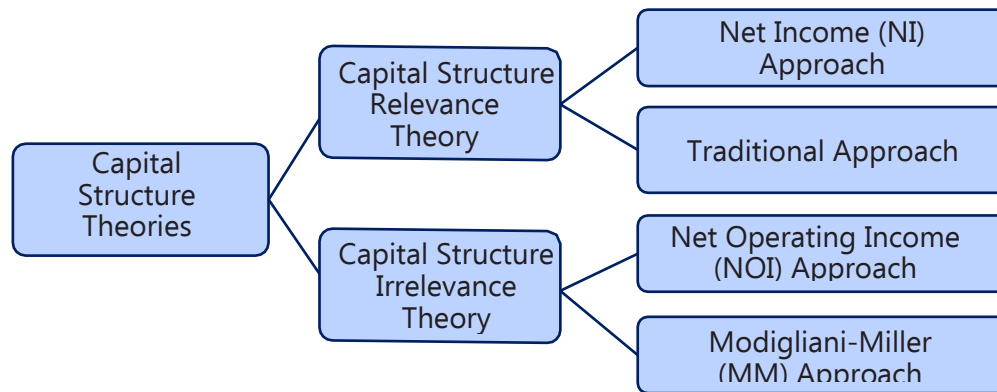 Capital
Structure
Theories
Capital Structure
Relevance
Theory
Net Income (NI)
Approach
Traditional Approach
Capital Structure
Irrelevance
Theory
Net Operating Income
(NOI) Approach
Modigliani-Miller
(MM) Approach